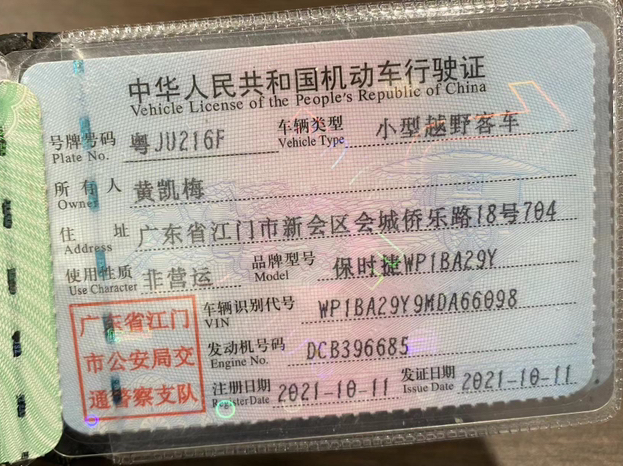 中华人民共和国机动车行驶证
Vehicle License of the People's Republic of China
号牌号码 粤JU216F 车辆类型 小型越野客车
Plate No. Vehicle Type
所有人 黄凯梅
Owner
住址 广东省江门市新会区会城侨乐路18号704
Address
使用性质 非营运 品牌型号 保时捷WP1BA29Y
Use Character Model
车辆识别代号 WP1BA29Y9MDA66098
VIN
发动机号码 DCB396685
Engine No.
注册日期 2021-10-11 发证日期 2021-10-11
Register Date Issue Date
广东省江门
市公安局交
通警察支队